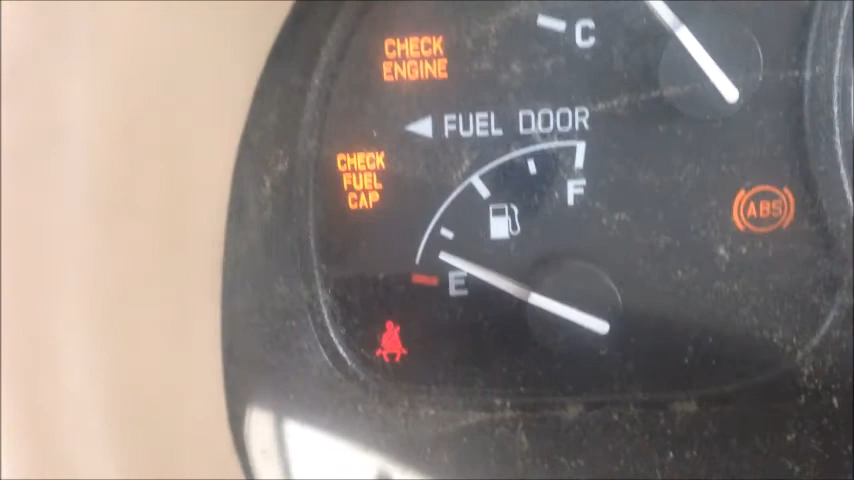 C
CHECK
ENGINE
FUEL DOOR
CHECK
FUEL
CAP
F
ABS
E